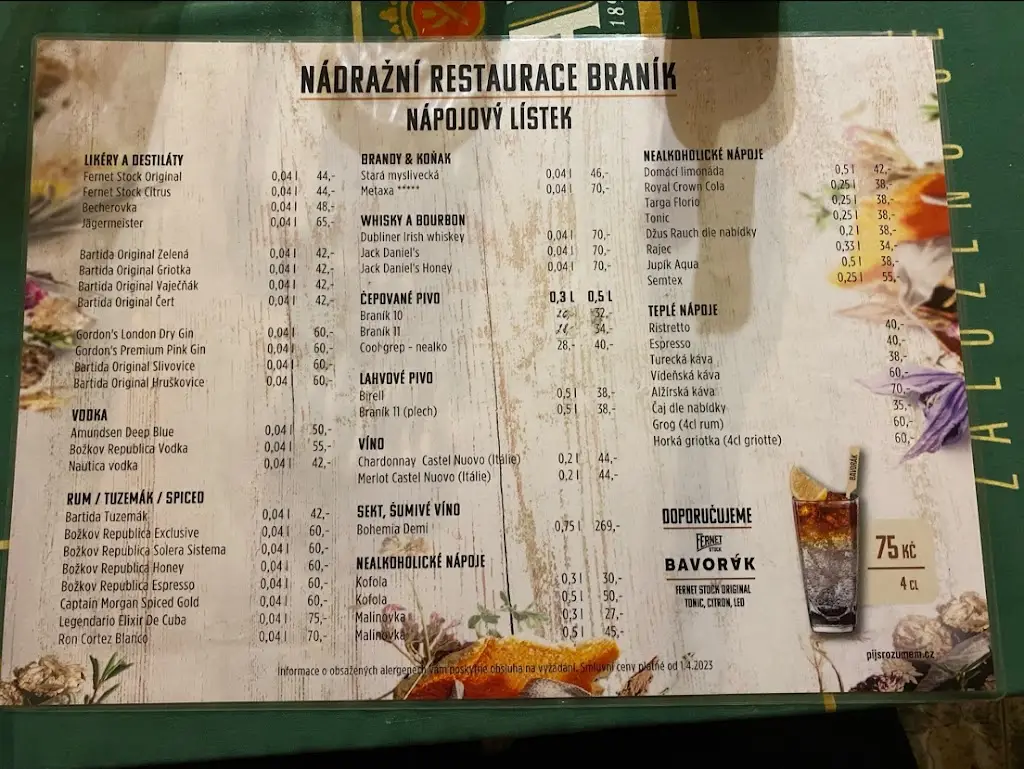 NÁDRAŽNÍ RESTAURACE BRANÍK
NÁPOJOVÝ LÍSTEK
LIKÉRY A DESTILÁTY
Fernet Stock Original 0,04 l 44,-
Fernet Stock Citrus 0,04 l 44,-
Becherovka 0,04 l 48,-
Jägermeister 0,04 l 65,-
Bartida Original Zelená 0,04 l 42,-
Bartida Original Griotka 0,04 l 42,-
Bartida Original Vaječňák 0,04 l 42,-
Bartida Original Čert 0,04 l 42,-
Gordon's London Dry Gin 0,04 l 60,-
Gordon's Premium Pink Gin 0,04 l 60,-
Bartida Original Slivovice 0,04 l 60,-
Bartida Original Hruškovice 0,04 l 60,-
VODKA
Amundsen Deep Blue 0,04 l 50,-
Božkov Republica Vodka 0,04 l 55,-
Nautica vodka 0,04 l 42,-
RUM / TUZEMÁK / SPICED
Bartida Tuzemák 0,04 l 42,-
Božkov Republica Exclusive 0,04 l 60,-
Božkov Republica Solera Sistema 0,04 l 60,-
Božkov Republica Honey 0,04 l 60,-
Božkov Republica Espresso 0,04 l 60,-
Captain Morgan Spiced Gold 0,04 l 60,-
Legendario Elixir De Cuba 0,04 l 75,-
Ron Cortez Blanco 0,04 l 70,-
BRANDY & KOŇAK
Stará myslivecká 0,04 l 46,-
Metaxa ***** 0,04 l 70,-
WHISKY A BOURBON
Dubliner Irish whiskey 0,04 l 70,-
Jack Daniel's 0,04 l 70,-
Jack Daniel's Honey 0,04 l 70,-
ČEPOVANÉ PIVO 0,3 L 0,5 L
Braník 10 32,-
Braník 11 34,-
Cool grep - nealko 28,- 40,-
LAHVOVÉ PIVO
Birell 0,5 l 38,-
Braník 11 (plech) 0,5 l 38,-
VÍNO
Chardonnay Castel Nuovo (Itálie) 0,2 l 44,-
Merlot Castel Nuovo (Itálie) 0,2 l 44,-
SEKT, ŠUMIVÉ VÍNO
Bohemia Demi 0,75 l 269,-
NEALKOHOLICKÉ NÁPOJE
Kofola 0,3 l 30,-
Kofola 0,5 l 50,-
Malinovka 0,3 l 27,-
Malinovka 0,5 l 45,-
NEALKOHOLICKÉ NÁPOJE
Domácí limonáda 0,5 l 42,-
Royal Crown Cola 0,25 l 38,-
Targa Florio 0,25 l 38,-
Tonic 0,25 l 38,-
Džus Rauch dle nabídky 0,2 l 38,-
Rajec 0,33 l 34,-
Jupík Aqua 0,5 l 38,-
Semtex 0,25 l 55,-
TEPLÉ NÁPOJE
Ristretto 40,-
Espresso 40,-
Turecká káva 38,-
Vídeňská káva 60,-
Alžírská káva 70,-
Čaj dle nabídky 35,-
Grog (4cl rum) 60,-
Horká griotka (4cl griotte) 60,-
DOPORUČUJEME
FERNET
STOCK
BAVORÁK
FERNET STOCK ORIGINAL
TONIC, CITRON, LED
BAVORÁK
75 KČ
4 CL
pijsrozumem.cz
Informace o obsažených alergenech vám poskytne obsluha na vyžádání. Smluvní ceny platné od 1.4.2023
ZALOŽENO